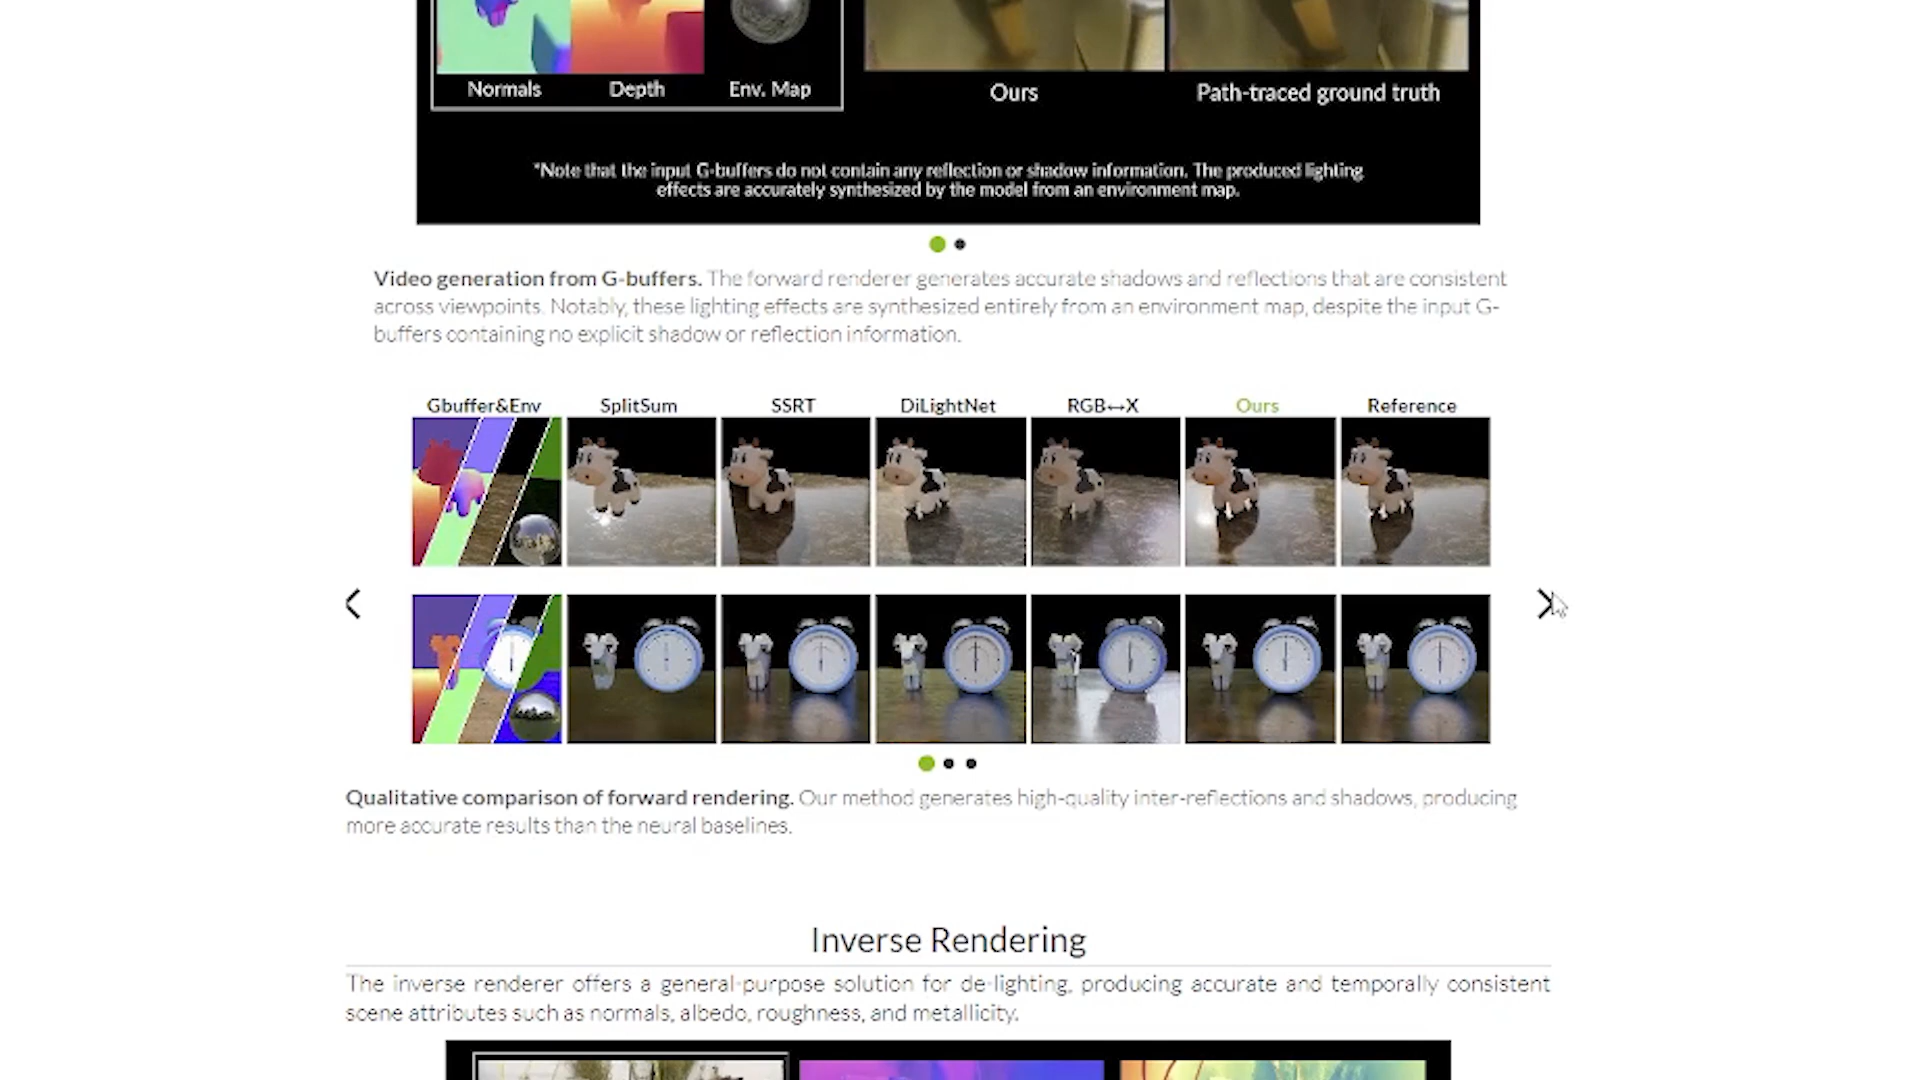 Normals Depth Env. Map
Ours Path-traced ground truth
*Note that the input G-buffers do not contain any reflection or shadow information. The produced lighting
effects are accurately synthesized by the model from an environment map.
Video generation from G-buffers. The forward renderer generates accurate shadows and reflections that are consistent
across viewpoints. Notably, these lighting effects are synthesized entirely from an environment map, despite the input G-
buffers containing no explicit shadow or reflection information.
Gbuffer&Env SplitSum SSRT DiLightNet RGB↔X Ours Reference
Qualitative comparison of forward rendering. Our method generates high-quality inter-reflections and shadows, producing
more accurate results than the neural baselines.
Inverse Rendering
The inverse renderer offers a general-purpose solution for de-lighting, producing accurate and temporally consistent
scene attributes such as normals, albedo, roughness, and metallicity.